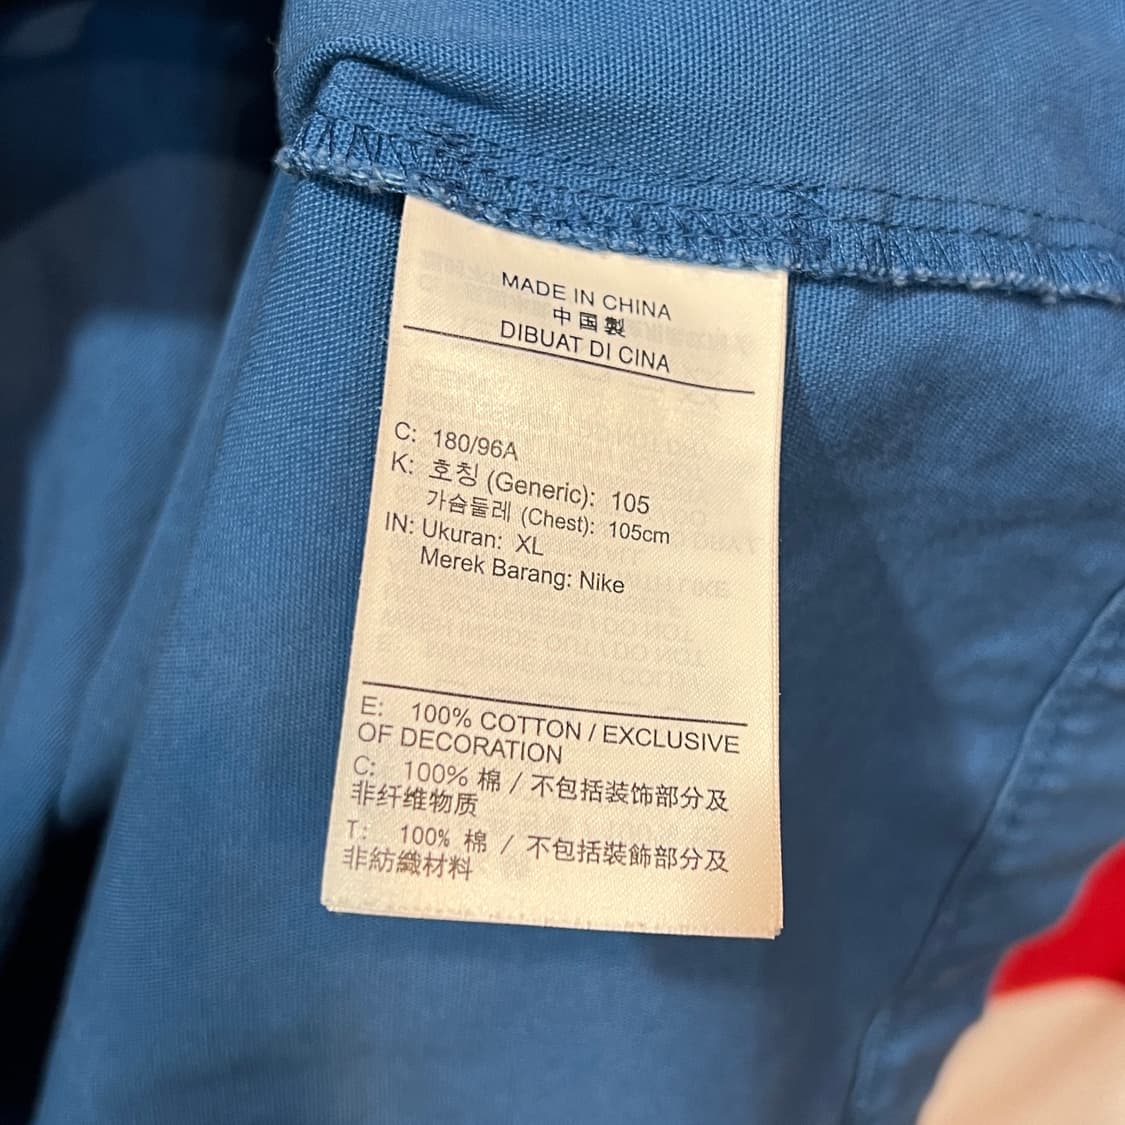 MADE IN CHINA
中国製
DIBUAT DI CINA
C: 180/96A
K: 호칭 (Generic): 105
가슴둘레 (Chest): 105cm
IN: Ukuran: XL
Merek Barang: Nike
E: 100% COTTON / EXCLUSIVE
OF DECORATION
C: 100% 棉 / 不包括装饰部分及
非纤维物质
T: 100% 棉 / 不包括裝飾部分及
非紡織材料